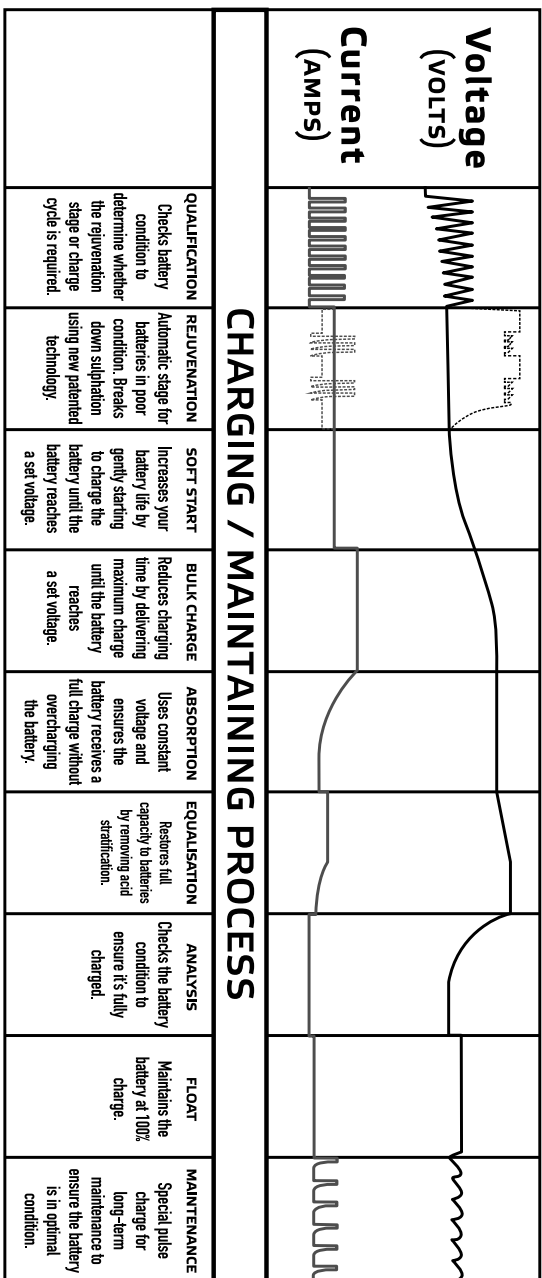 Voltage
(VOLTS)
Current
(AMPS)
CHARGING / MAINTAINING PROCESS
QUALIFICATION
Checks battery
condition to
determine whether
the rejuvenation
stage or charge
cycle is required.
REJUVENATION
Automatic stage for
batteries in poor
condition. Breaks
down sulphation
using new patented
technology.
SOFT START
Increases your
battery life by
gently starting
to charge the
battery until the
battery reaches
a set voltage.
BULK CHARGE
Reduces charging
time by delivering
maximum charge
until the battery
reaches
a set voltage.
ABSORPTION
Uses constant
voltage and
ensures the
battery receives a
full charge without
overcharging
the battery.
EQUALISATION
Restores full
capacity to batteries
by removing acid
stratification.
ANALYSIS
Checks the battery
condition to
ensure it's fully
charged.
FLOAT
Maintains the
battery at 100%
charge.
MAINTENANCE
Special pulse
charge for
long-term
maintenance to
ensure the battery
is in optimal
condition.